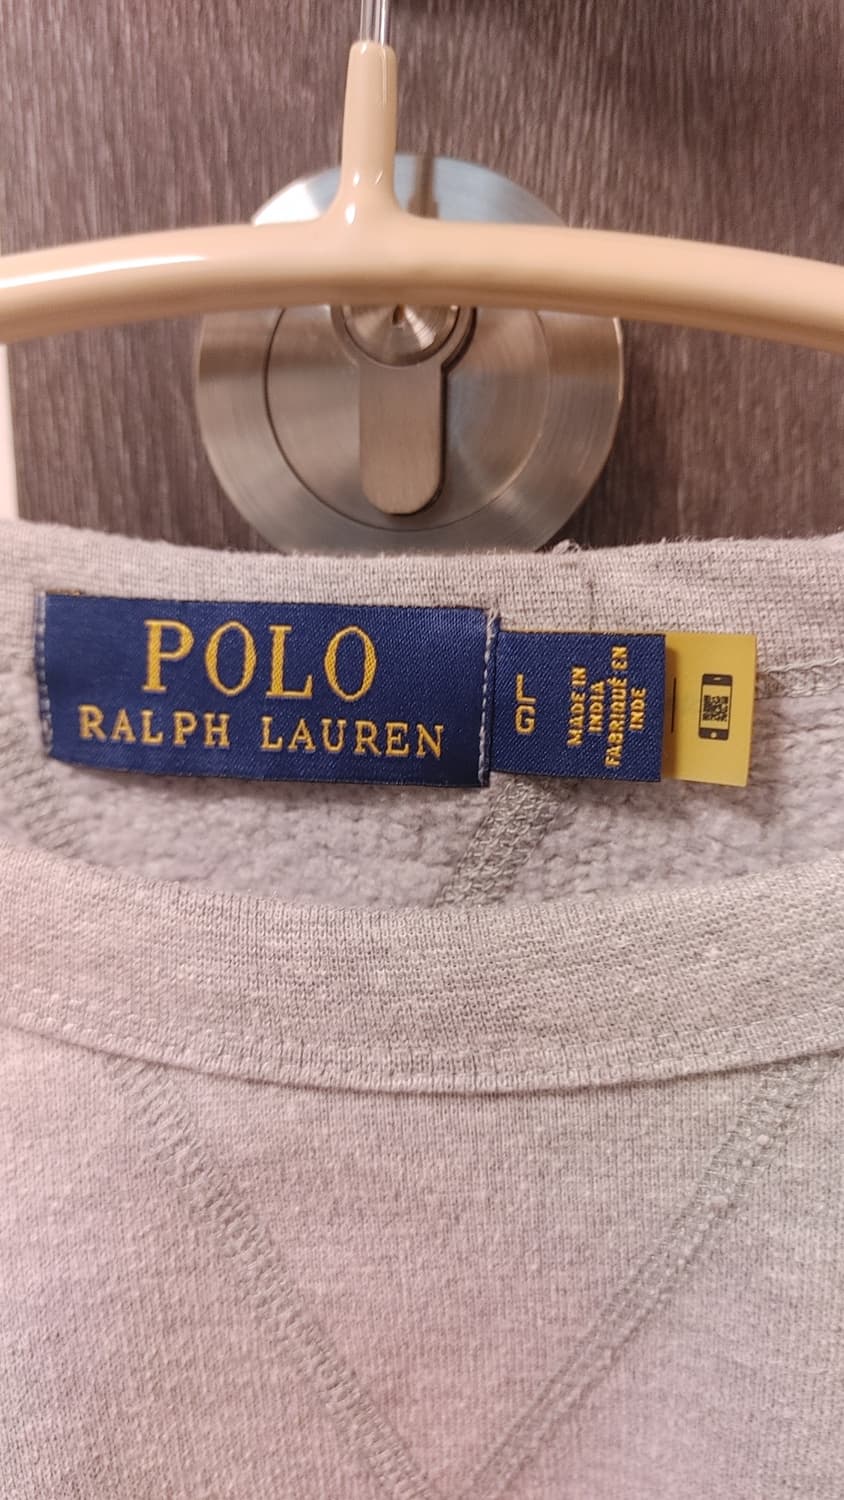 POLO
RALPH LAUREN
L
G
MADE IN
INDIA
FABRIQUÉ EN
INDE